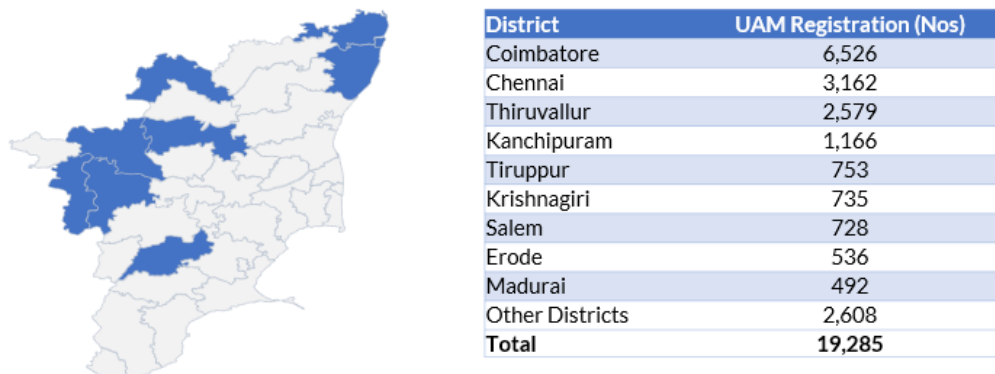 District UAM Registration (Nos)
Coimbatore 6,526
Chennai 3,162
Thiruvallur 2,579
Kanchipuram 1,166
Tiruppur 753
Krishnagiri 735
Salem 728
Erode 536
Madurai 492
Other Districts 2,608
Total 19,285